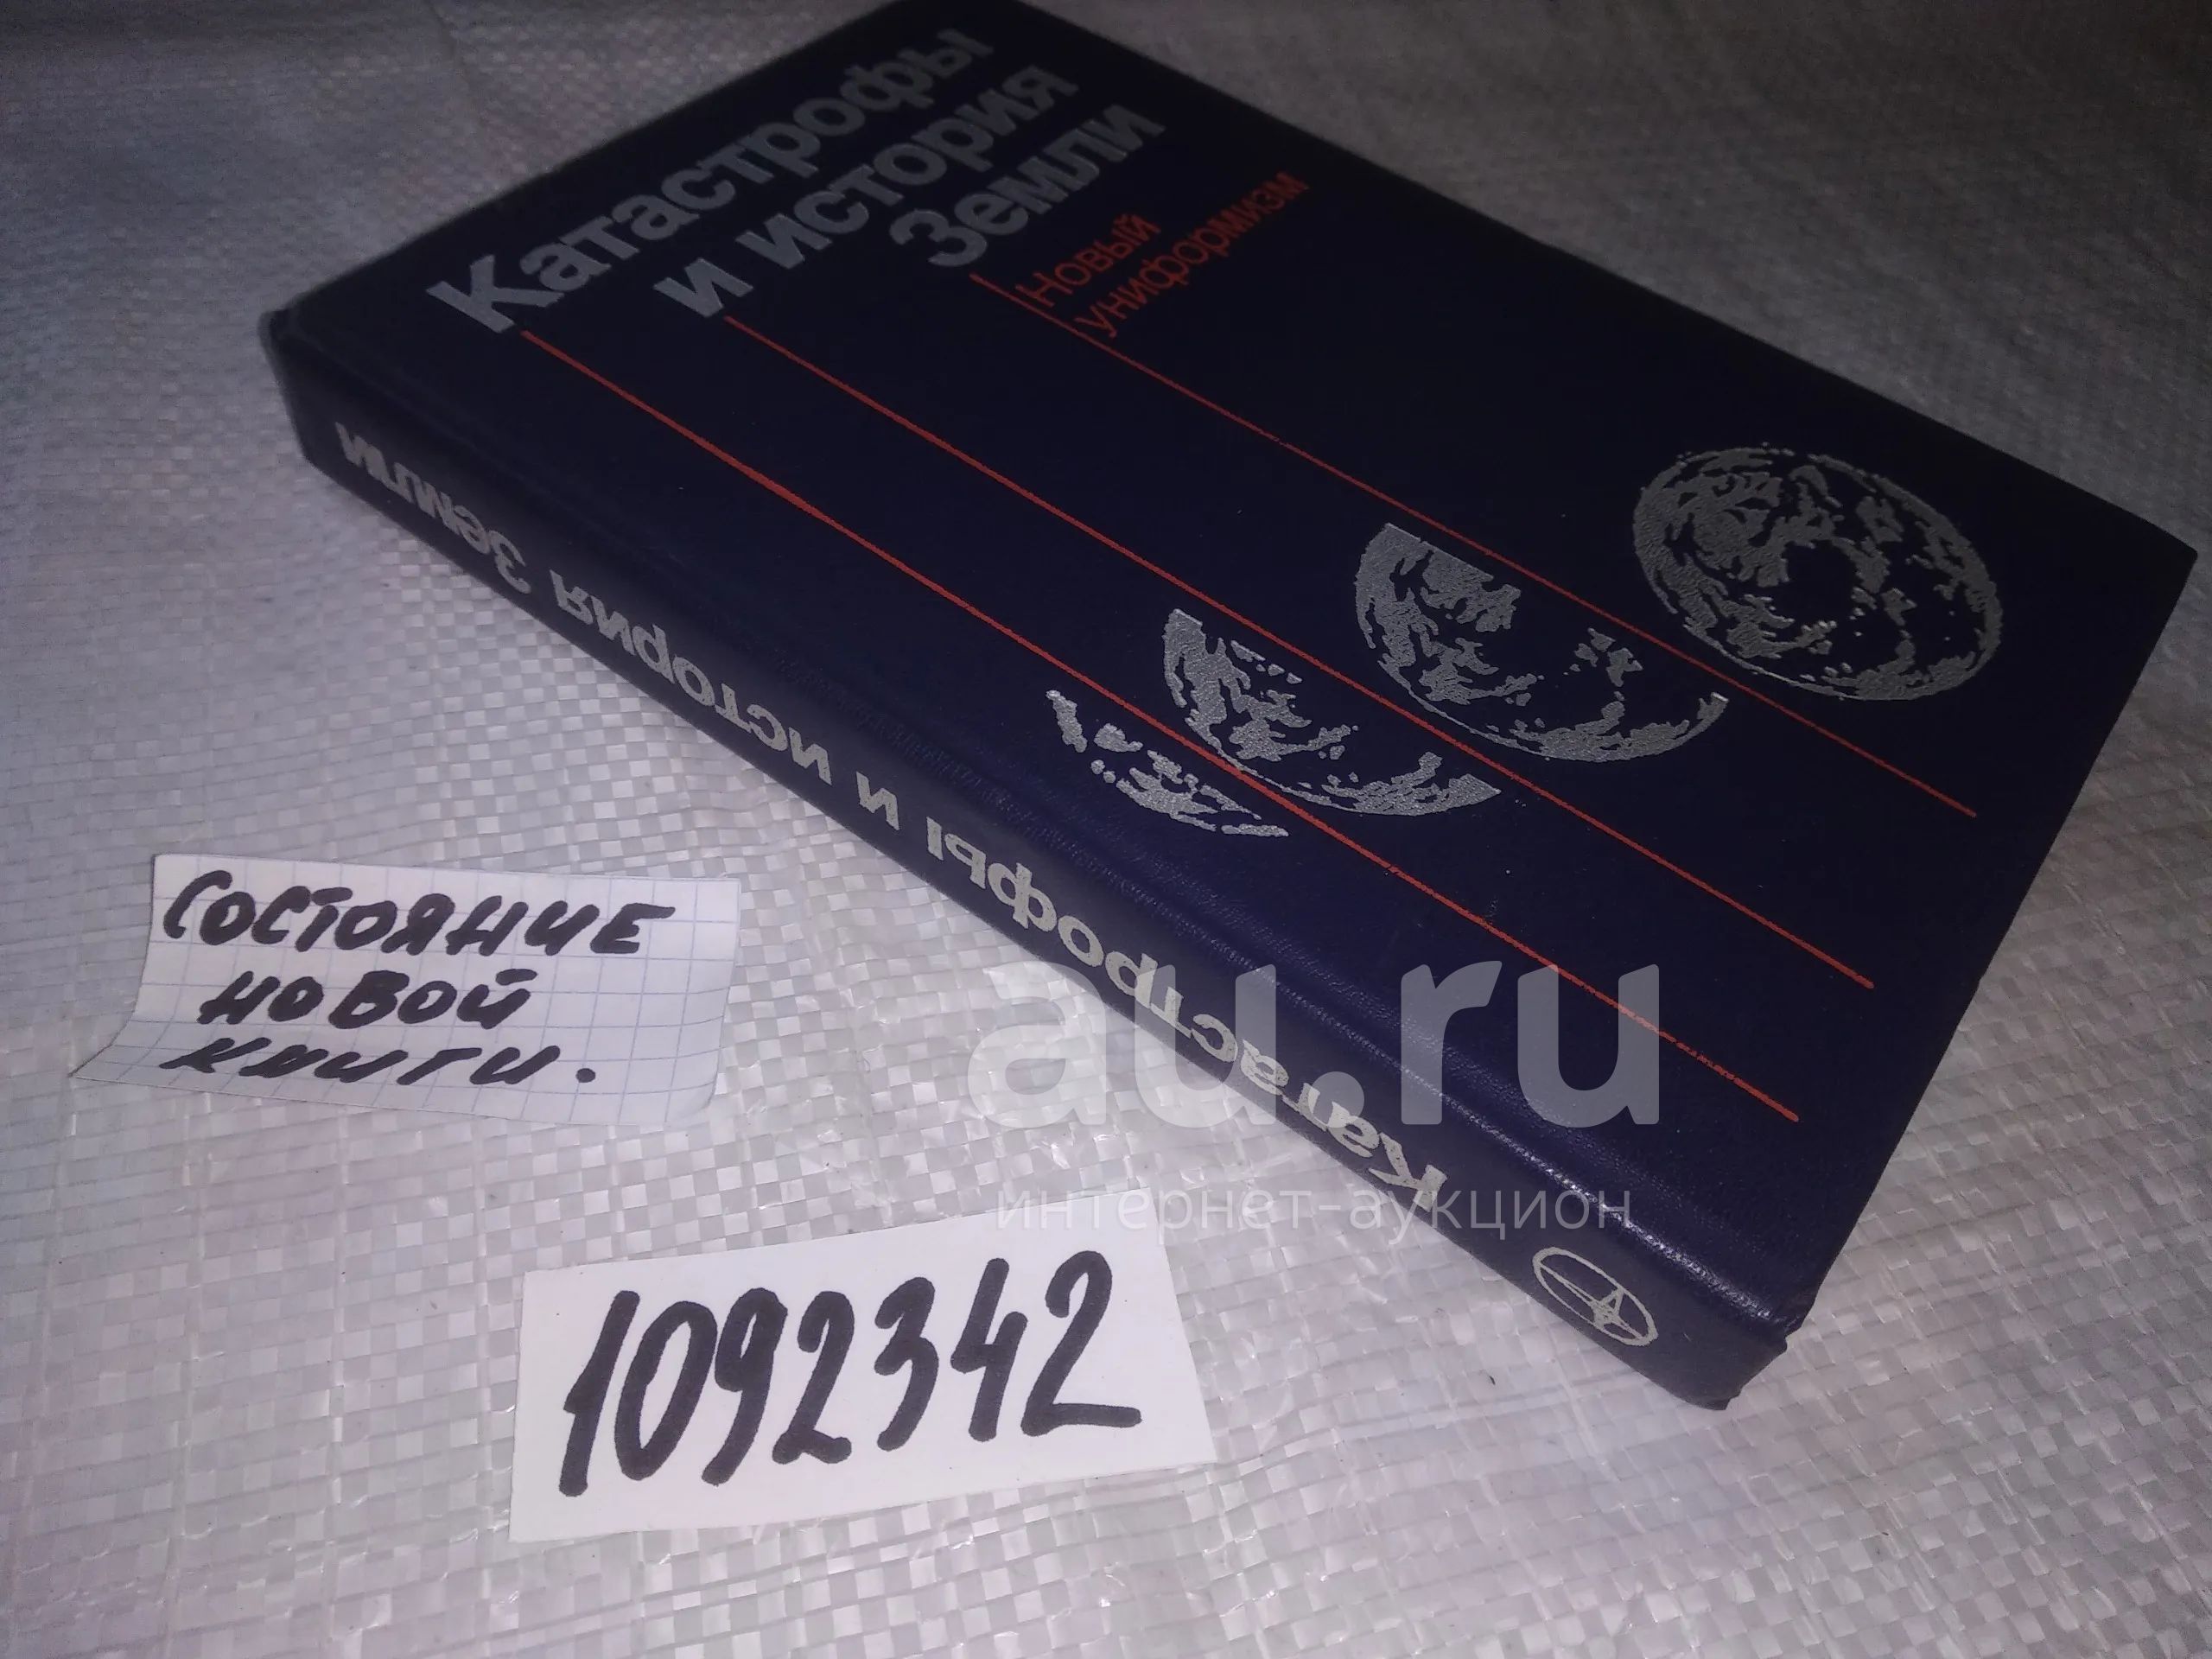 Катастрофы
и история
Земли
Новый
униформизм
Катастрофы и история Земли
состояние
новой
книги.
au.ru
интернет-аукцион
1092342